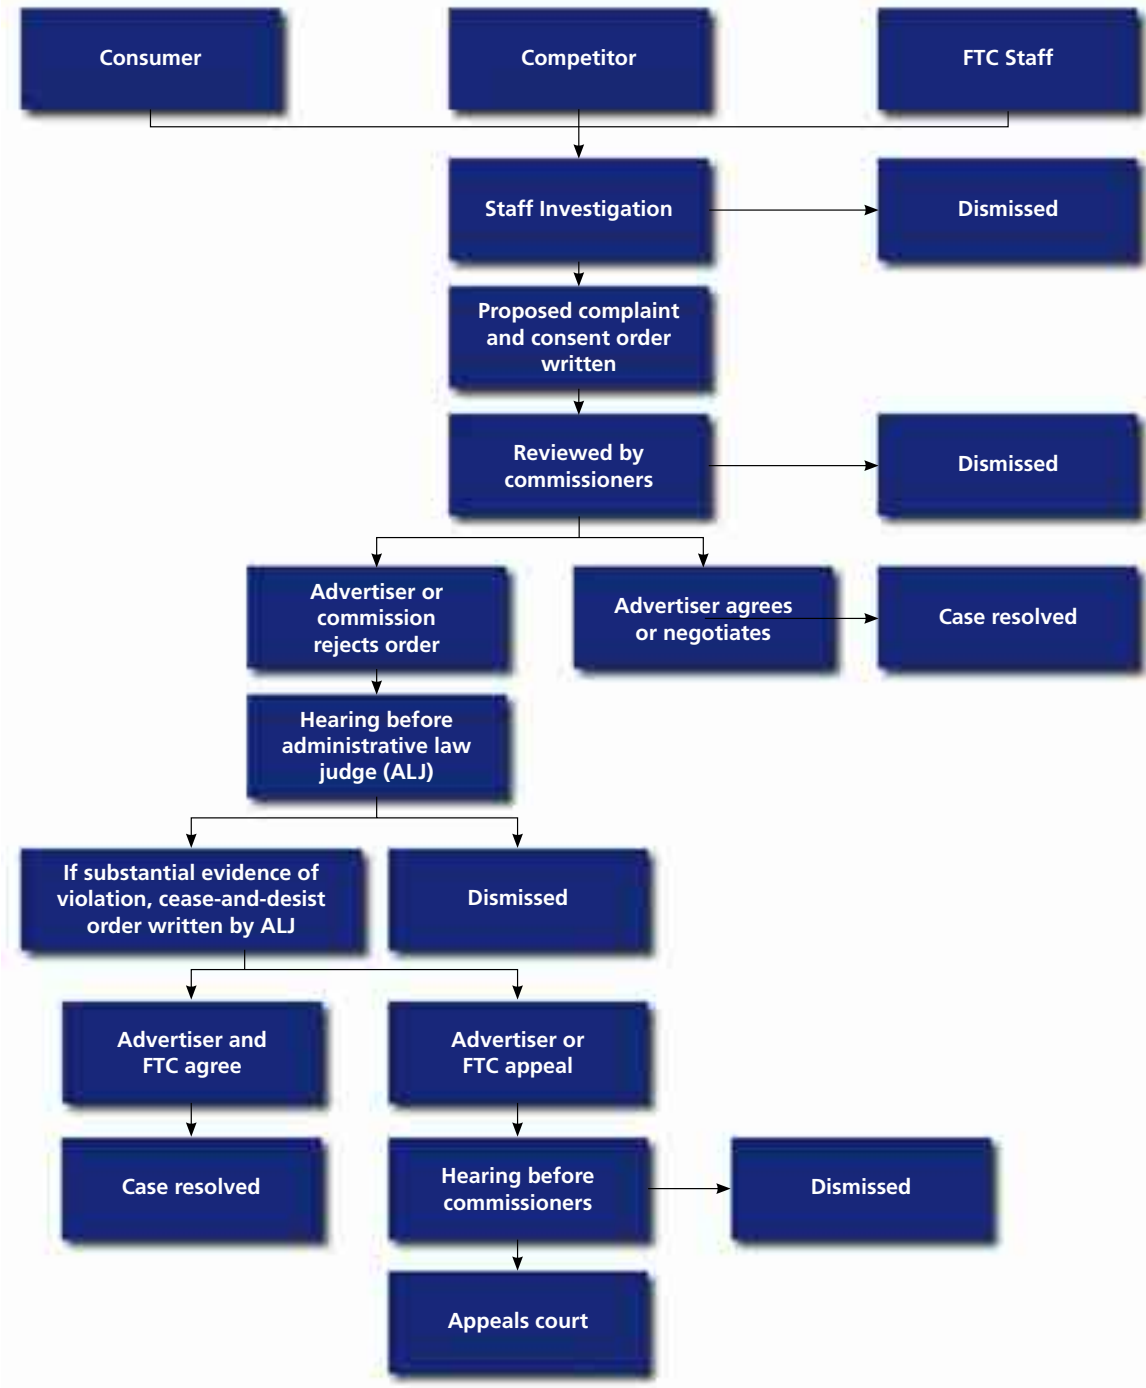 Consumer
Competitor
FTC Staff
Staff Investigation
Dismissed
Proposed complaint
and consent order
written
Reviewed by
commissioners
Dismissed
Advertiser or
commission
rejects order
Advertiser agrees
or negotiates
Case resolved
Hearing before
administrative law
judge (ALJ)
If substantial evidence of
violation, cease-and-desist
order written by ALJ
Dismissed
Advertiser and
FTC agree
Advertiser or
FTC appeal
Case resolved
Hearing before
commissioners
Dismissed
Appeals court